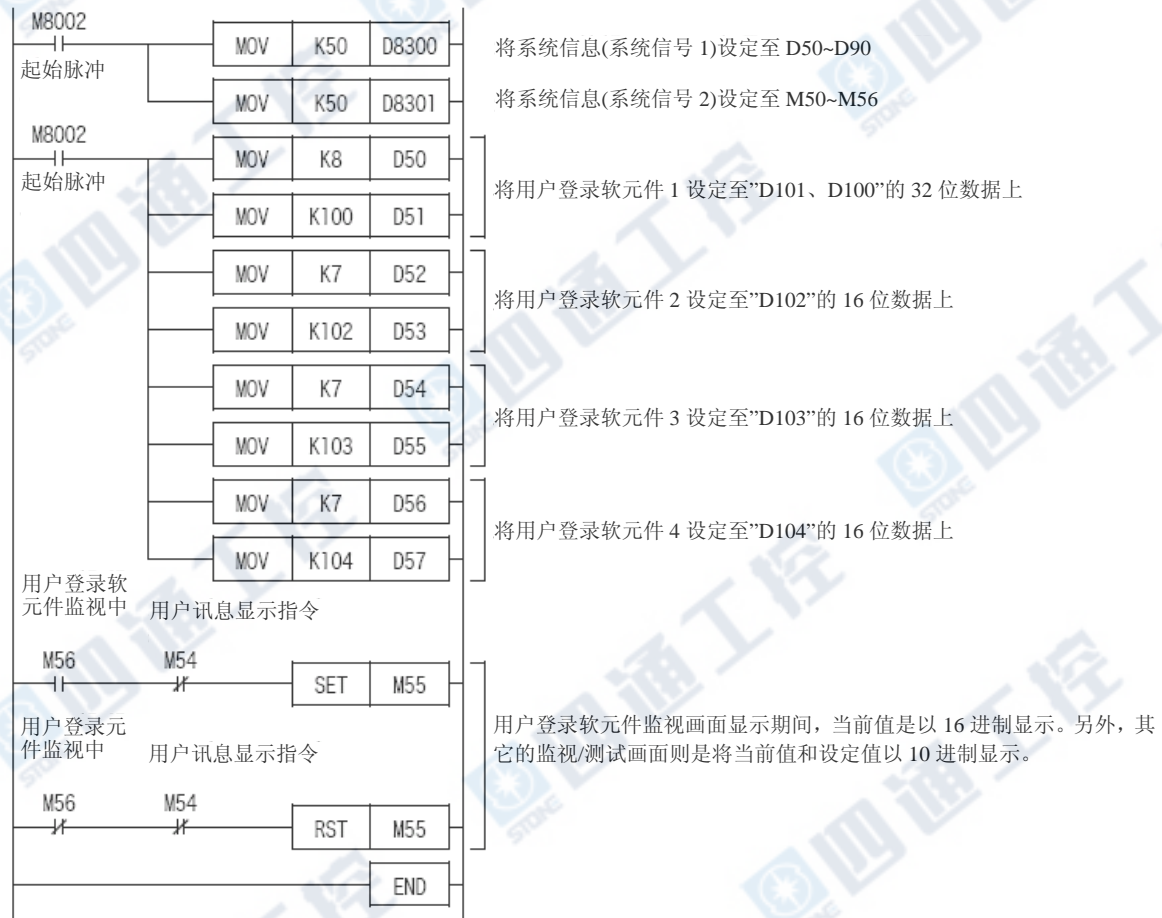 M8002
起始脉冲
MOV K50 D8300
将系统信息(系统信号 1)设定至 D50~D90
MOV K50 D8301
将系统信息(系统信号 2)设定至 M50~M56
M8002
起始脉冲
MOV K8 D50
将用户登录软元件 1 设定至”D101、D100”的 32 位数据上
MOV K100 D51
MOV K7 D52
将用户登录软元件 2 设定至”D102”的 16 位数据上
MOV K102 D53
MOV K7 D54
将用户登录软元件 3 设定至”D103”的 16 位数据上
MOV K103 D55
MOV K7 D56
将用户登录软元件 4 设定至”D104”的 16 位数据上
MOV K104 D57
用户登录软
元件监视中 用户讯息显示指令
M56 M54
SET M55
用户登录元
件监视中 用户讯息显示指令
用户登录软元件监视画面显示期间，当前值是以 16 进制显示。另外，其
它的监视/测试画面则是将当前值和设定值以 10 进制显示。
M56 M54
RST M55
END
四通工控
STONE